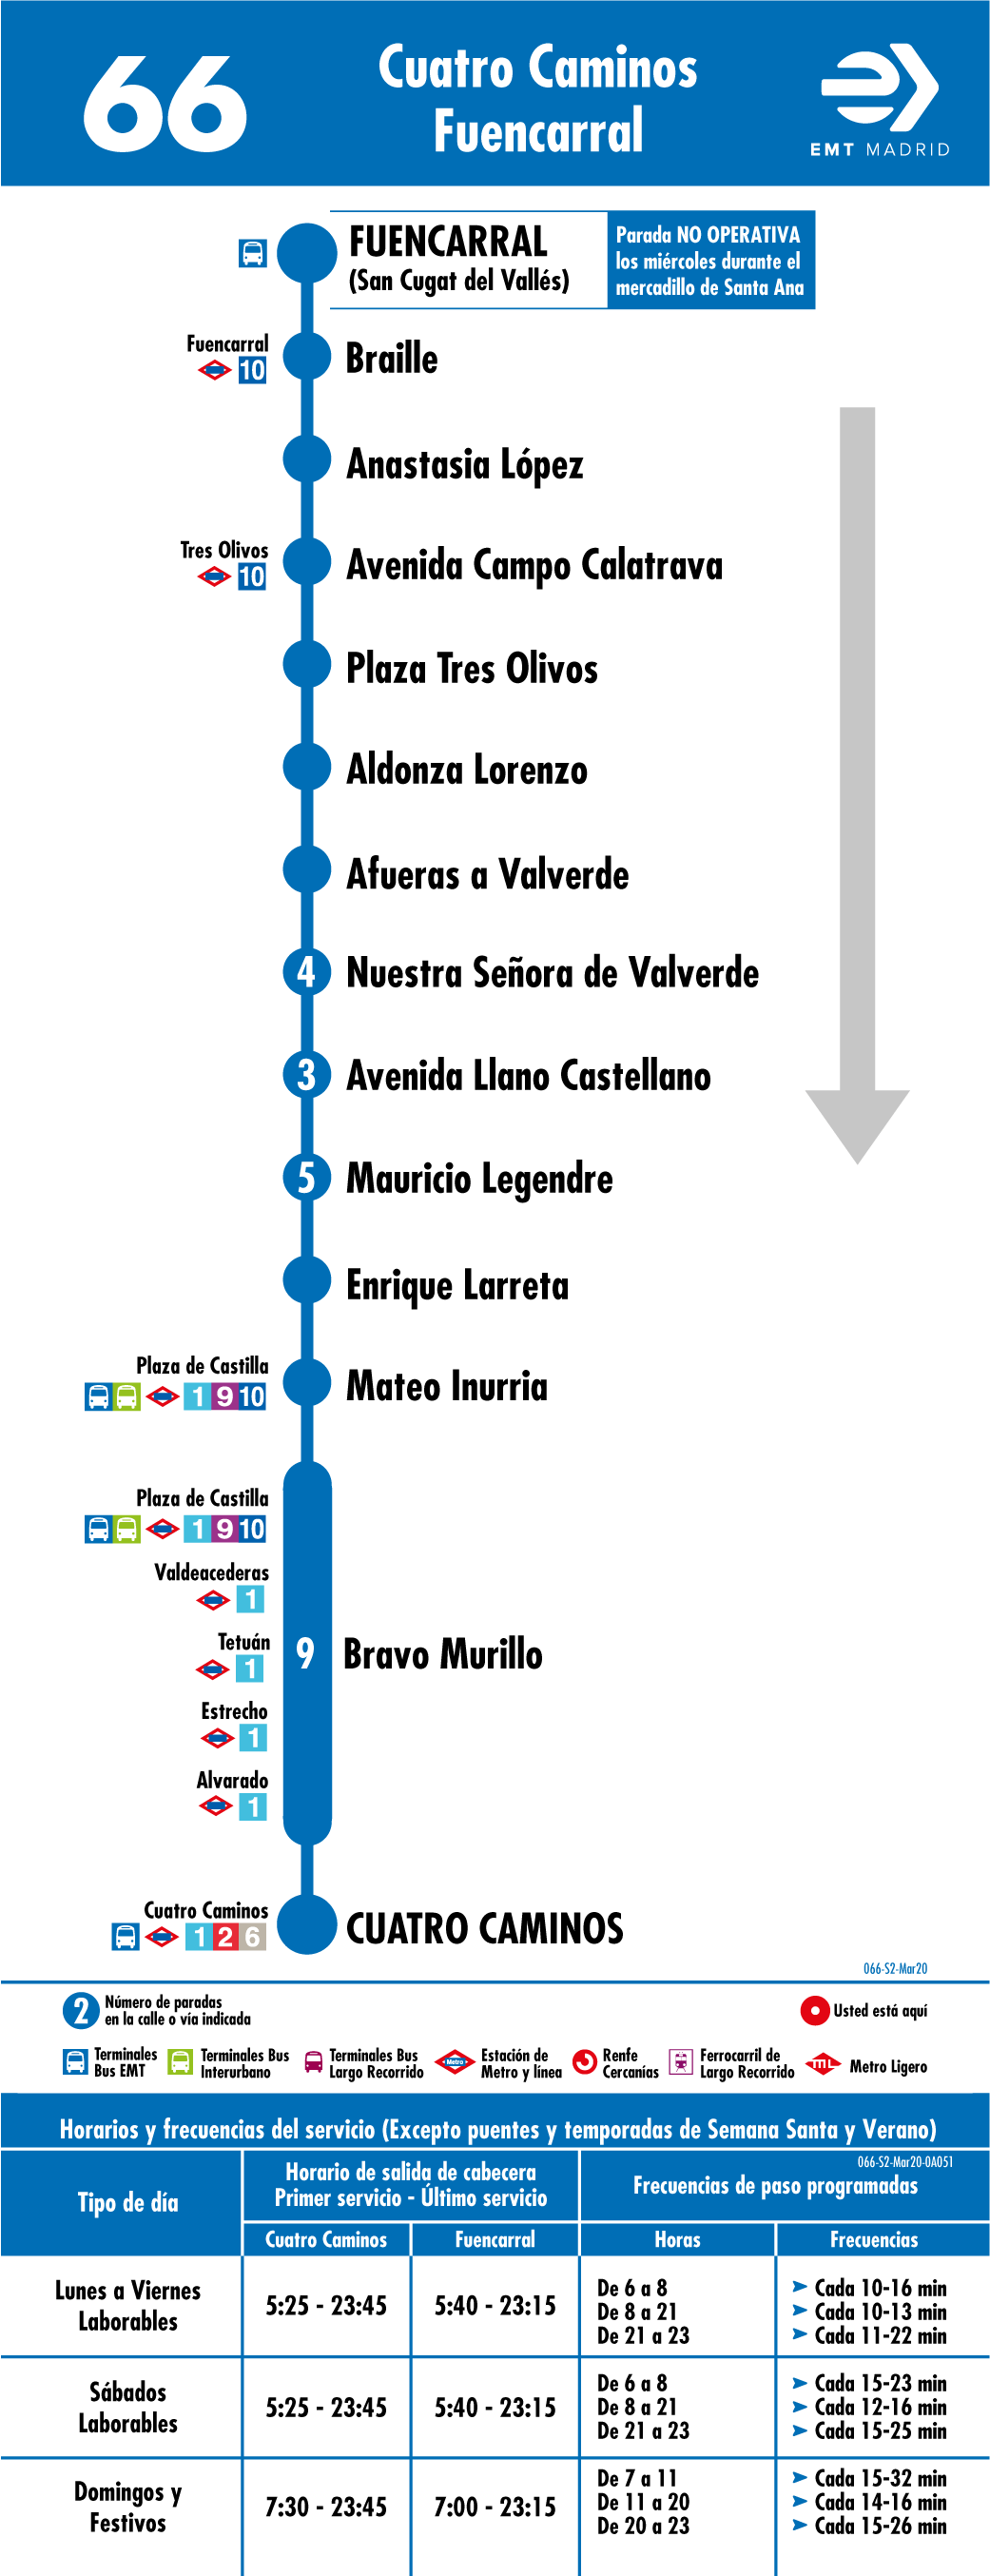 66
Cuatro Caminos
Fuencarral
EMT MADRID
FUENCARRAL
(San Cugat del Vallés)
Parada NO OPERATIVA
los miércoles durante el
mercadillo de Santa Ana
Fuencarral
10
Braille
Anastasia López
Tres Olivos
10
Avenida Campo Calatrava
Plaza Tres Olivos
Aldonza Lorenzo
Afueras a Valverde
4 Nuestra Señora de Valverde
3 Avenida Llano Castellano
5 Mauricio Legendre
Enrique Larreta
Plaza de Castilla
1 9 10
Mateo Inurria
Plaza de Castilla
1 9 10
Valdeacederas
1
Tetuán
1
9 Bravo Murillo
Estrecho
1
Alvarado
1
Cuatro Caminos
1 2 6
CUATRO CAMINOS
066-S2-Mar20
2 Número de paradas
en la calle o vía indicada
Usted está aquí
Terminales
Bus EMT
Terminales Bus
Interurbano
Terminales Bus
Largo Recorrido
Metro
Estación de
Metro y línea
Renfe
Cercanías
Ferrocarril de
Largo Recorrido
ML Metro Ligero
Horarios y frecuencias del servicio (Excepto puentes y temporadas de Semana Santa y Verano)
066-S2-Mar20-OA051
Tipo de día
Horario de salida de cabecera
Primer servicio - Último servicio
Frecuencias de paso programadas
Cuatro Caminos Fuencarral Horas Frecuencias
Lunes a Viernes
Laborables
5:25 - 23:45 5:40 - 23:15
De 6 a 8 Cada 10-16 min
De 8 a 21 Cada 10-13 min
De 21 a 23 Cada 11-22 min
Sábados
Laborables
5:25 - 23:45 5:40 - 23:15
De 6 a 8 Cada 15-23 min
De 8 a 21 Cada 12-16 min
De 21 a 23 Cada 15-25 min
Domingos y
Festivos
7:30 - 23:45 7:00 - 23:15
De 7 a 11 Cada 15-32 min
De 11 a 20 Cada 14-16 min
De 20 a 23 Cada 15-26 min